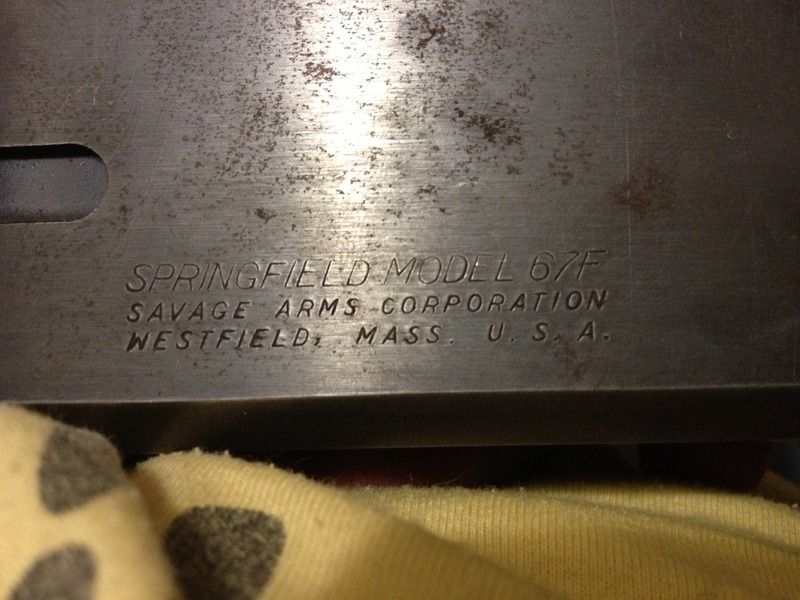 SPRINGFIELD MODEL 67F
SAVAGE ARMS CORPORATION
WESTFIELD, MASS. U. S. A.